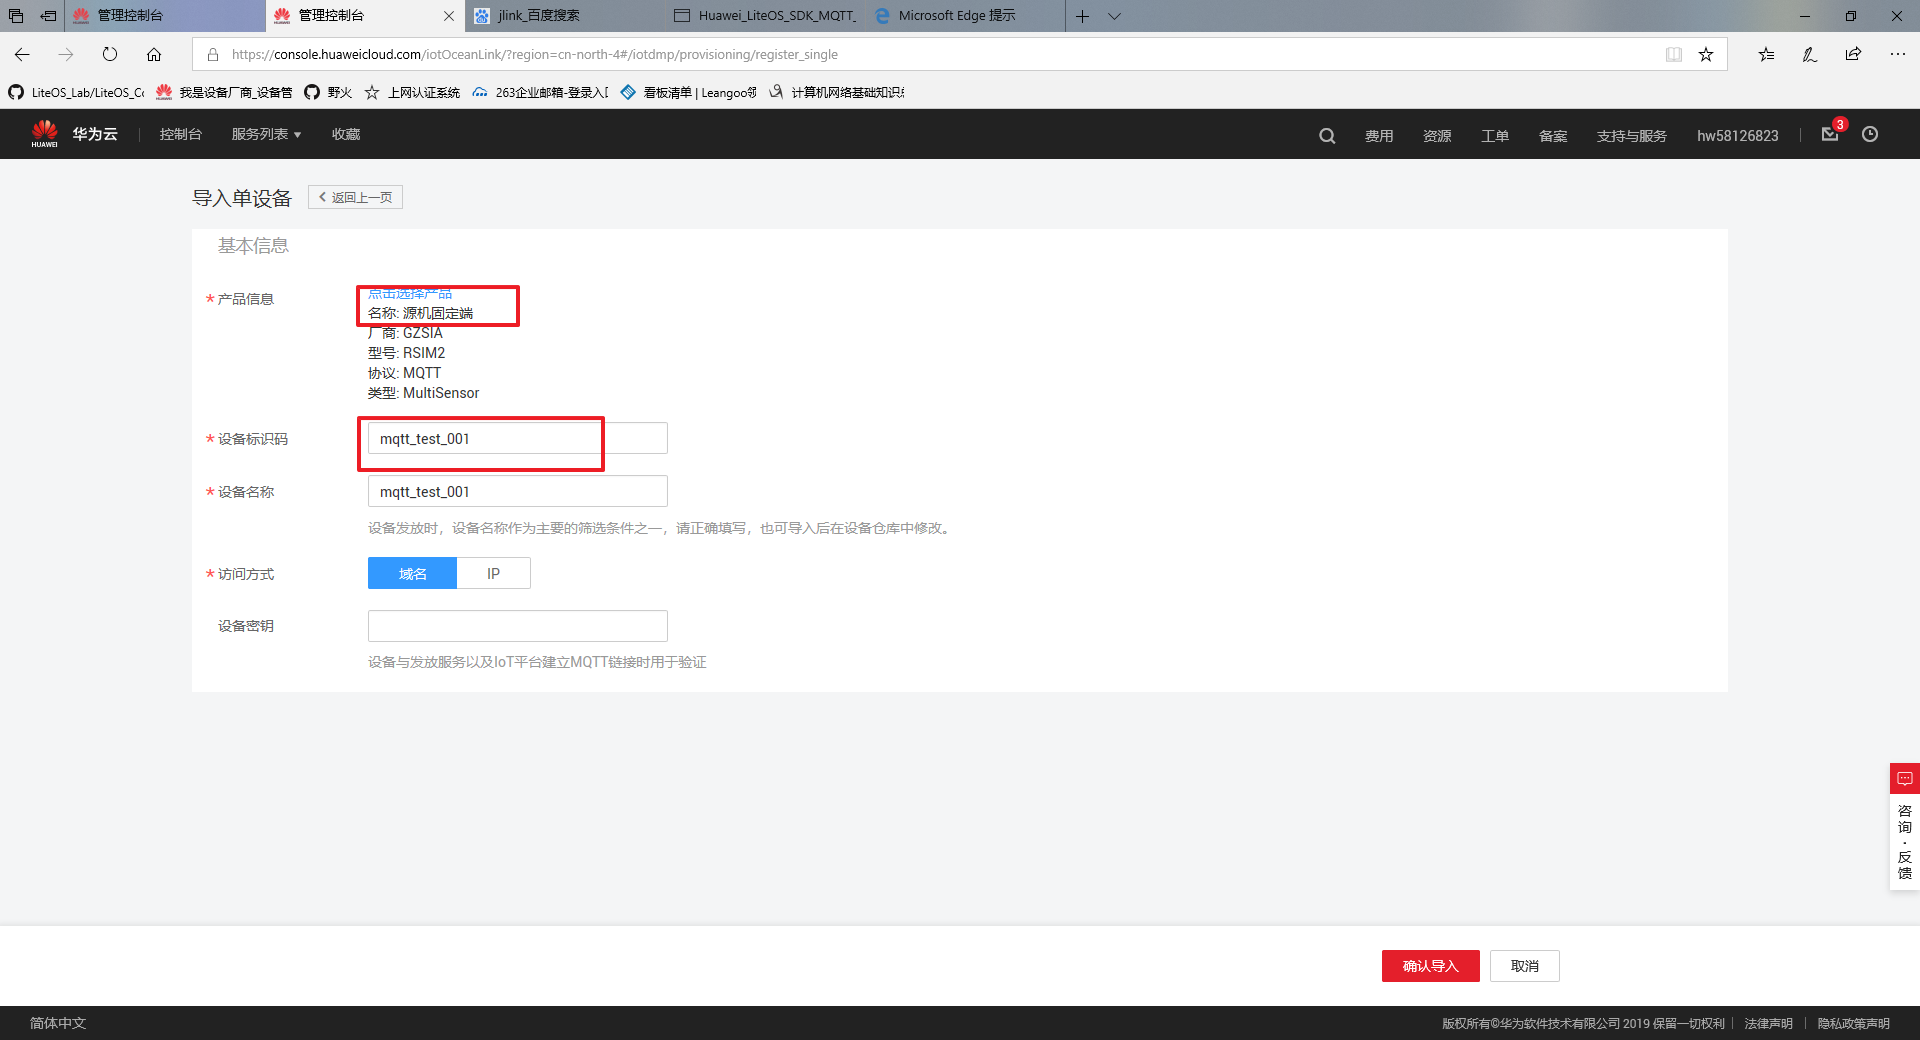 管理控制台
管理控制台
jlink_百度搜索
Huawei_LiteOS_SDK_MQTT_
Microsoft Edge 提示
https://console.huaweicloud.com/iotOceanLink/?region=cn-north-4#/iotdmp/provisioning/register_single
LiteOS_Lab/LiteOS_Co
我是设备厂商_设备管
野火
上网认证系统
263企业邮箱-登录入口
看板清单 | Leangoo领
计算机网络基础知识总
HUAWEI
华为云
控制台
服务列表
收藏
费用
资源
工单
备案
支持与服务
hw58126823
3
导入单设备
返回上一页
基本信息
* 产品信息
点击选择产品
名称: 源机固定端
厂商: GZSIA
型号: RSIM2
协议: MQTT
类型: MultiSensor
* 设备标识码
mqtt_test_001
* 设备名称
mqtt_test_001
设备发放时，设备名称作为主要的筛选条件之一，请正确填写，也可导入后在设备仓库中修改。
* 访问方式
域名
IP
设备密钥
设备与发放服务以及IoT平台建立MQTT链接时用于验证
咨询·反馈
确认导入
取消
简体中文
版权所有©华为软件技术有限公司 2019 保留一切权利
法律声明
隐私政策声明